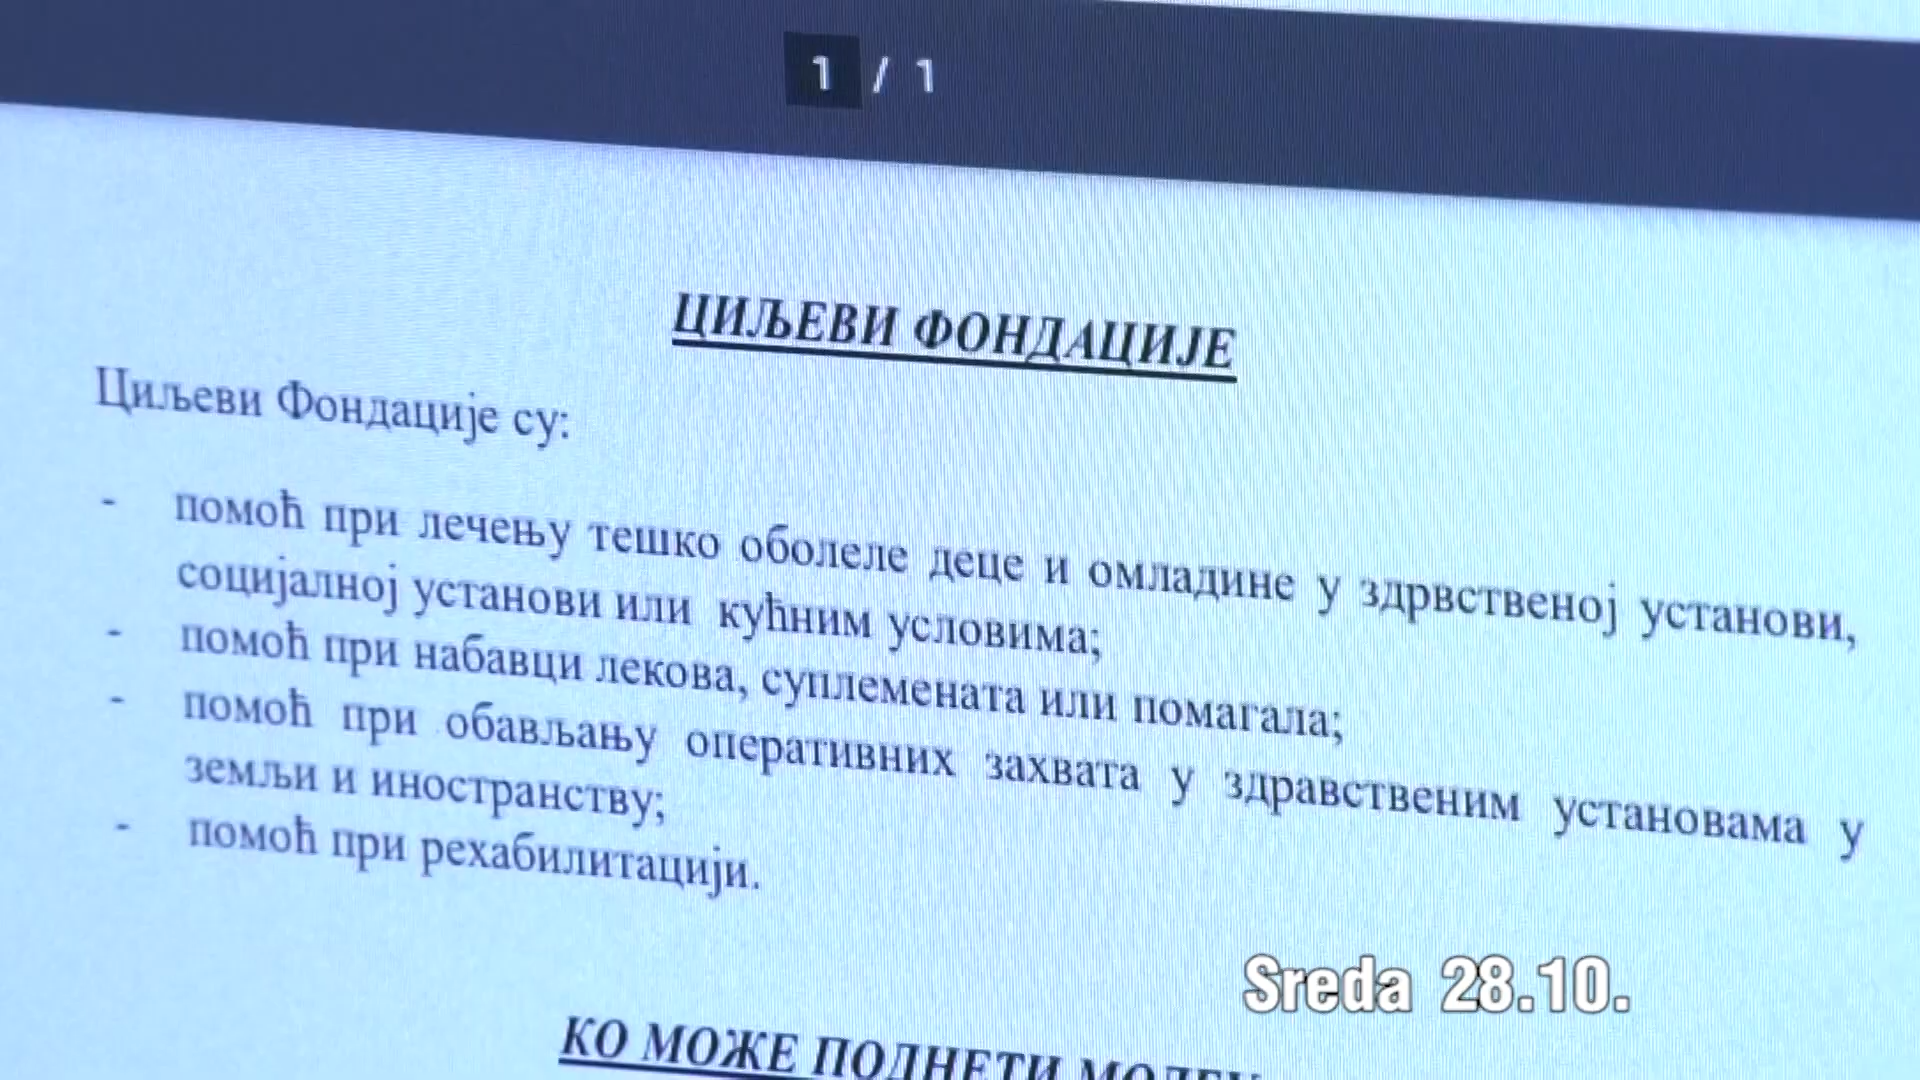 1 / 1
ЦИЉЕВИ ФОНДАЦИЈЕ
Циљеви Фондације су:
- помоћ при лечењу тешко оболеле деце и омладине у здрвственој установи,
социјалној установи или кућним условима;
- помоћ при набавци лекова, суплемената или помагала;
- помоћ при обављању оперативних захвата у здравственим установама у
земљи и иностранству;
- помоћ при рехабилитацији.
Sreda 28.10.
КО МОЖЕ ПОДНЕТИ